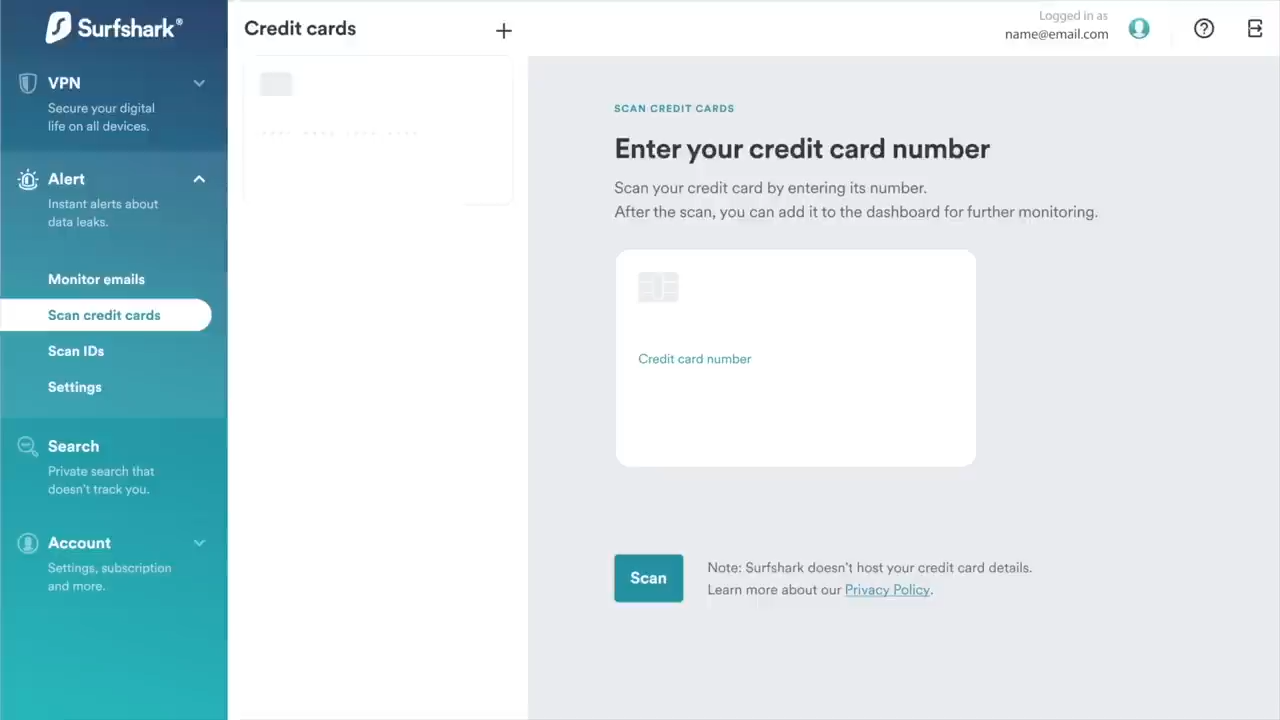 Surfshark®
VPN
Secure your digital
life on all devices.
Alert
Instant alerts about
data leaks.
Monitor emails
Scan credit cards
Scan IDs
Settings
Search
Private search that
doesn't track you.
Account
Settings, subscription
and more.
Credit cards
+
Logged in as
name@email.com
SCAN CREDIT CARDS
Enter your credit card number
Scan your credit card by entering its number.
After the scan, you can add it to the dashboard for further monitoring.
Credit card number
Scan
Note: Surfshark doesn't host your credit card details.
Learn more about our Privacy Policy.